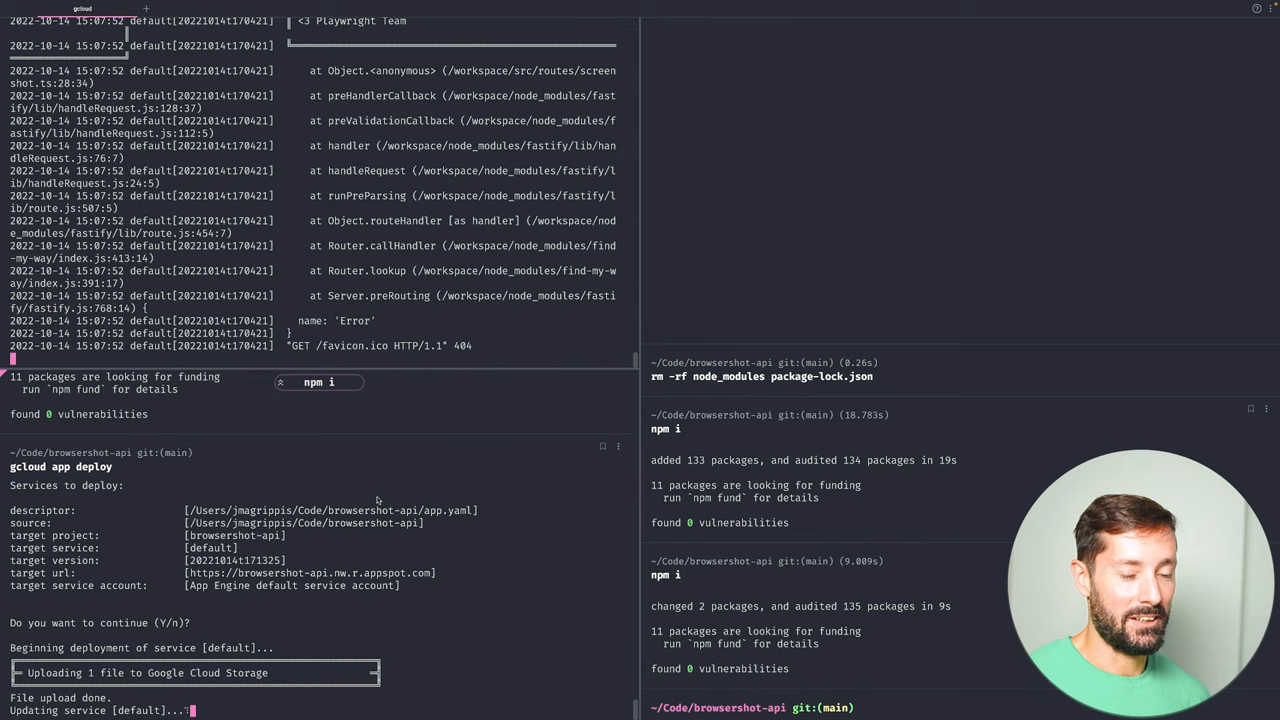 gcloud
2022-10-14 15:07:52 default[20221014t170421]  ║ <3 Playwright Team
║
2022-10-14 15:07:52 default[20221014t170421]  ╚═══════════════════════════════════════════
════════════════╝
2022-10-14 15:07:52 default[20221014t170421]      at Object.<anonymous> (/workspace/src/routes/screen
shot.ts:28:34)
2022-10-14 15:07:52 default[20221014t170421]      at preHandlerCallback (/workspace/node_modules/fast
ify/lib/handleRequest.js:128:37)
2022-10-14 15:07:52 default[20221014t170421]      at preValidationCallback (/workspace/node_modules/f
astify/lib/handleRequest.js:112:5)
2022-10-14 15:07:52 default[20221014t170421]      at handler (/workspace/node_modules/fastify/lib/han
dleRequest.js:76:7)
2022-10-14 15:07:52 default[20221014t170421]      at handleRequest (/workspace/node_modules/fastify/l
ib/handleRequest.js:24:5)
2022-10-14 15:07:52 default[20221014t170421]      at runPreParsing (/workspace/node_modules/fastify/l
ib/route.js:507:5)
2022-10-14 15:07:52 default[20221014t170421]      at Object.routeHandler [as handler] (/workspace/nod
e_modules/fastify/lib/route.js:454:7)
2022-10-14 15:07:52 default[20221014t170421]      at Router.callHandler (/workspace/node_modules/find
-my-way/index.js:413:14)
2022-10-14 15:07:52 default[20221014t170421]      at Router.lookup (/workspace/node_modules/find-my-w
ay/index.js:391:17)
2022-10-14 15:07:52 default[20221014t170421]      at Server.preRouting (/workspace/node_modules/fasti
fy/fastify.js:768:14) {
2022-10-14 15:07:52 default[20221014t170421]    name: 'Error'
2022-10-14 15:07:52 default[20221014t170421]  }
2022-10-14 15:07:52 default[20221014t170421]  "GET /favicon.ico HTTP/1.1" 404
11 packages are looking for funding
run `npm fund` for details
npm i
found 0 vulnerabilities
~/Code/browsershot-api git:(main)
gcloud app deploy
Services to deploy:
descriptor: [/Users/jmagrippis/Code/browsershot-api/app.yaml]
source: [/Users/jmagrippis/Code/browsershot-api]
target project: [browsershot-api]
target service: [default]
target version: [20221014t171325]
target url: [https://browsershot-api.nw.r.appspot.com]
target service account: [App Engine default service account]
Do you want to continue (Y/n)?
Beginning deployment of service [default]...
Uploading 1 file to Google Cloud Storage
File upload done.
Updating service [default]...
~/Code/browsershot-api git:(main) (0.26s)
rm -rf node_modules package-lock.json
~/Code/browsershot-api git:(main) (18.783s)
npm i
added 133 packages, and audited 134 packages in 19s
11 packages are looking for funding
run `npm fund` for details
found 0 vulnerabilities
~/Code/browsershot-api git:(main) (9.009s)
npm i
changed 2 packages, and audited 135 packages in 9s
11 packages are looking for funding
run `npm fund` for details
found 0 vulnerabilities
~/Code/browsershot-api git:(main)